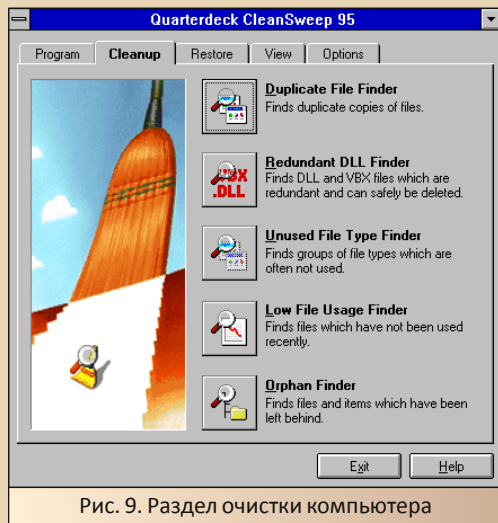 Quarterdeck CleanSweep 95
Program Cleanup Restore View Options
Duplicate File Finder
Finds duplicate copies of files.
VBX
.DLL
Redundant DLL Finder
Finds DLL and VBX files which are
redundant and can safely be deleted.
Unused File Type Finder
Finds groups of file types which are
often not used.
Low File Usage Finder
Finds files which have not been used
recently.
Orphan Finder
Finds files and items which have been
left behind.
Exit Help
Рис. 9. Раздел очистки компьютера